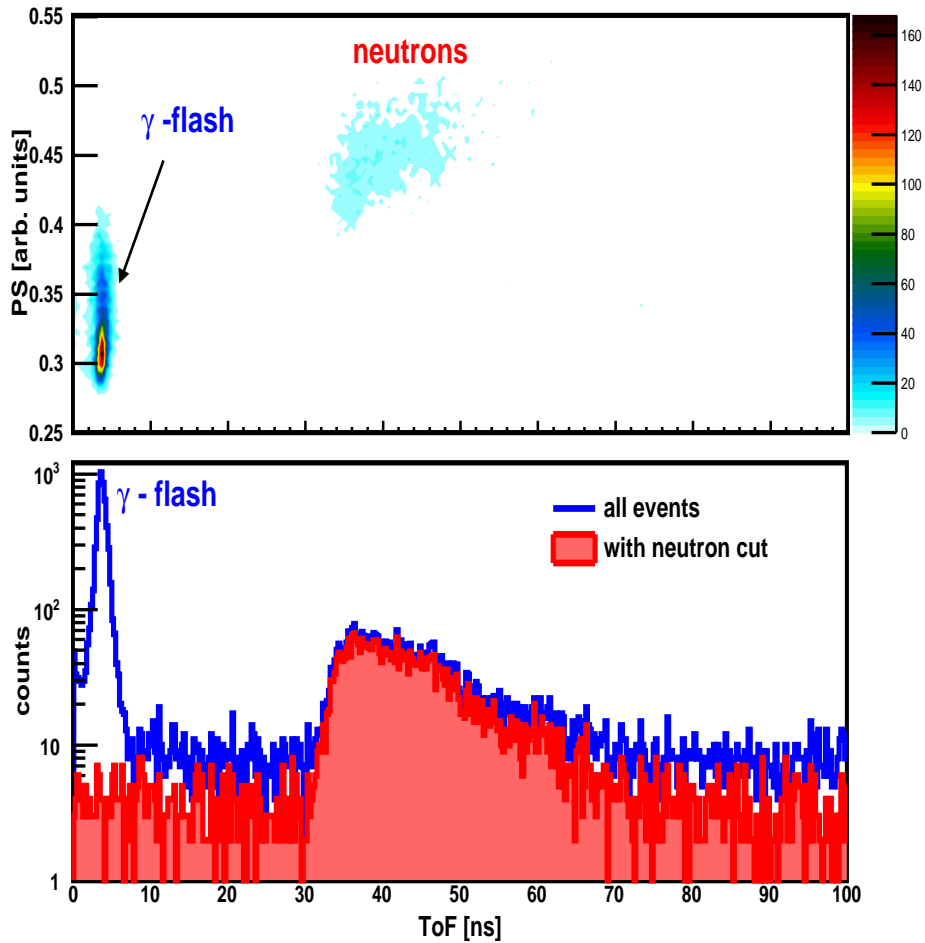 0.55
0.5
0.45
0.4
0.35
0.3
0.25
PS [arb. units]
neutrons
γ -flash
160
140
120
100
80
60
40
20
0
10³
10²
10
1
counts
γ - flash
all events
with neutron cut
0 10 20 30 40 50 60 70 80 90 100
ToF [ns]